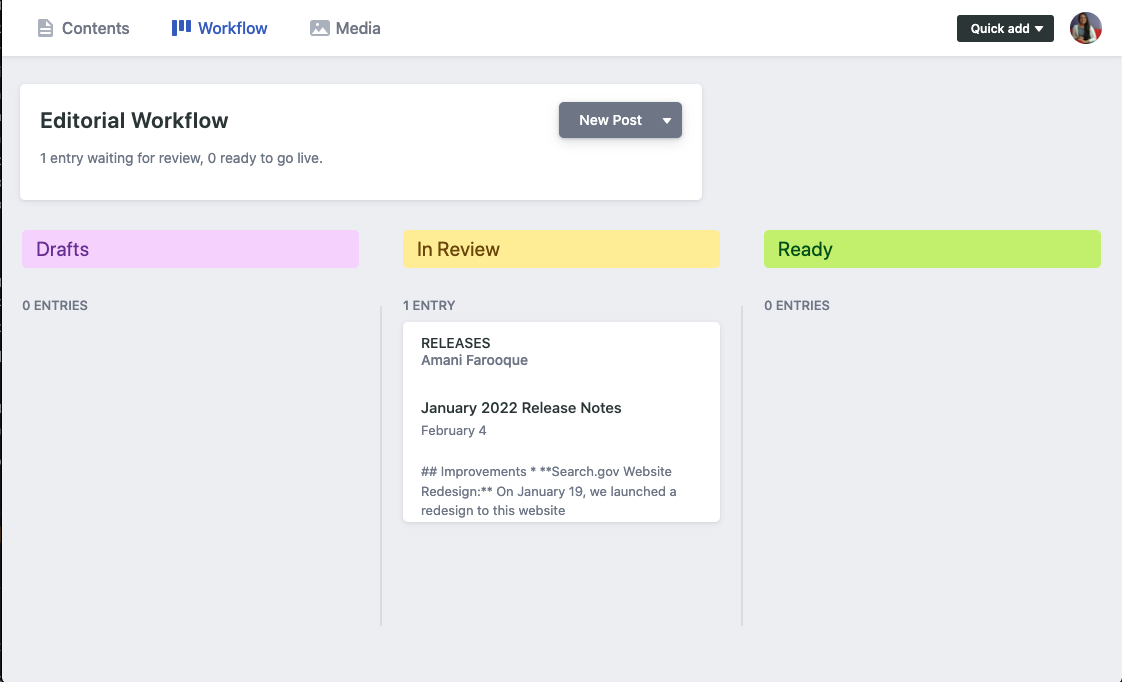 Contents
Workflow
Media
Quick add
Editorial Workflow
New Post
1 entry waiting for review, 0 ready to go live.
Drafts
In Review
Ready
0 ENTRIES
1 ENTRY
0 ENTRIES
RELEASES
Amani Farooque
January 2022 Release Notes
February 4
## Improvements * **Search.gov Website
Redesign:** On January 19, we launched a
redesign to this website